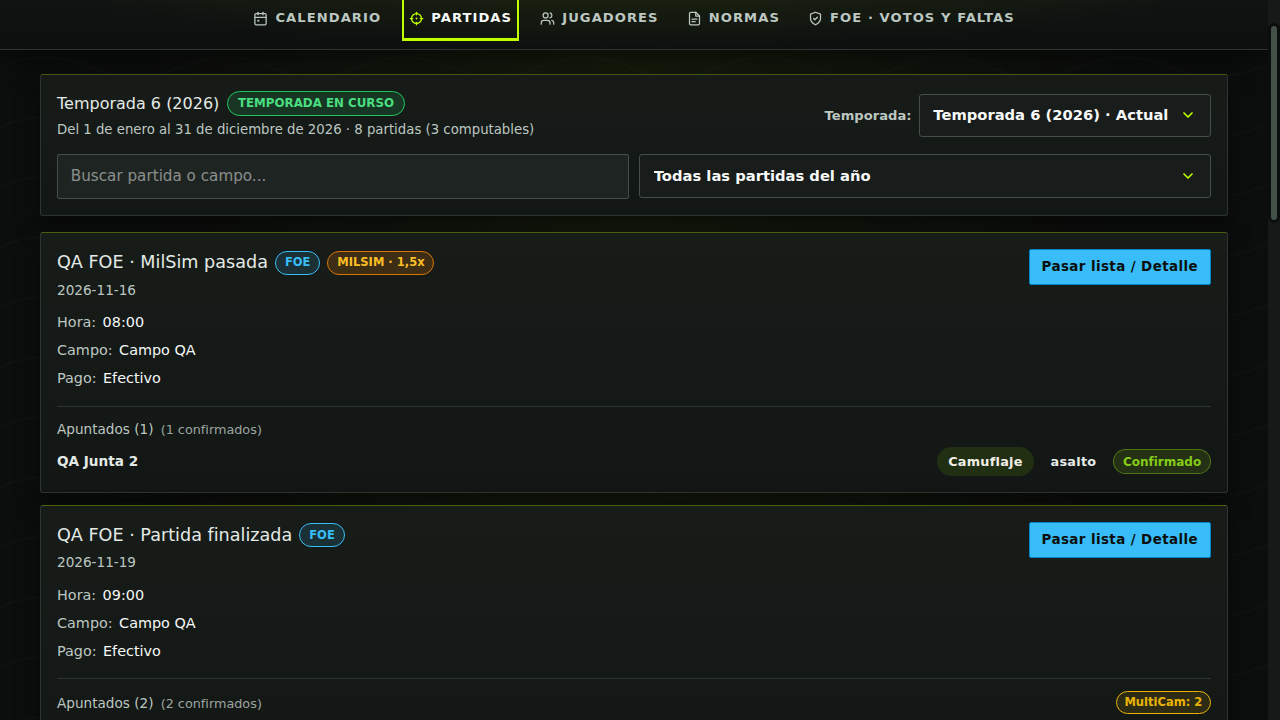 CALENDARIO PARTIDAS JUGADORES NORMAS FOE · VOTOS Y FALTAS
Temporada 6 (2026) TEMPORADA EN CURSO
Del 1 de enero al 31 de diciembre de 2026 · 8 partidas (3 computables)
Temporada: Temporada 6 (2026) · Actual
Buscar partida o campo... Todas las partidas del año
QA FOE · MilSim pasada FOE MILSIM · 1,5x Pasar lista / Detalle
2026-11-16
Hora: 08:00
Campo: Campo QA
Pago: Efectivo
Apuntados (1) (1 confirmados)
QA Junta 2 Camuflaje asalto Confirmado
QA FOE · Partida finalizada FOE Pasar lista / Detalle
2026-11-19
Hora: 09:00
Campo: Campo QA
Pago: Efectivo
Apuntados (2) (2 confirmados) MultiCam: 2